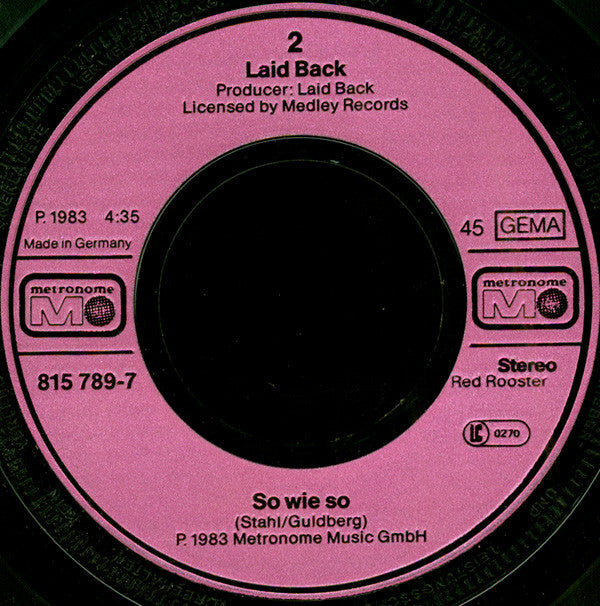 2
Laid Back
Producer: Laid Back
Licensed by Medley Records
P. 1983 4:35
Made in Germany
45 GEMA
metronome
M
metronome
M
815 789-7
Stereo
Red Rooster
LC 0270
So wie so
(Stahl/Guldberg)
P. 1983 Metronome Music GmbH